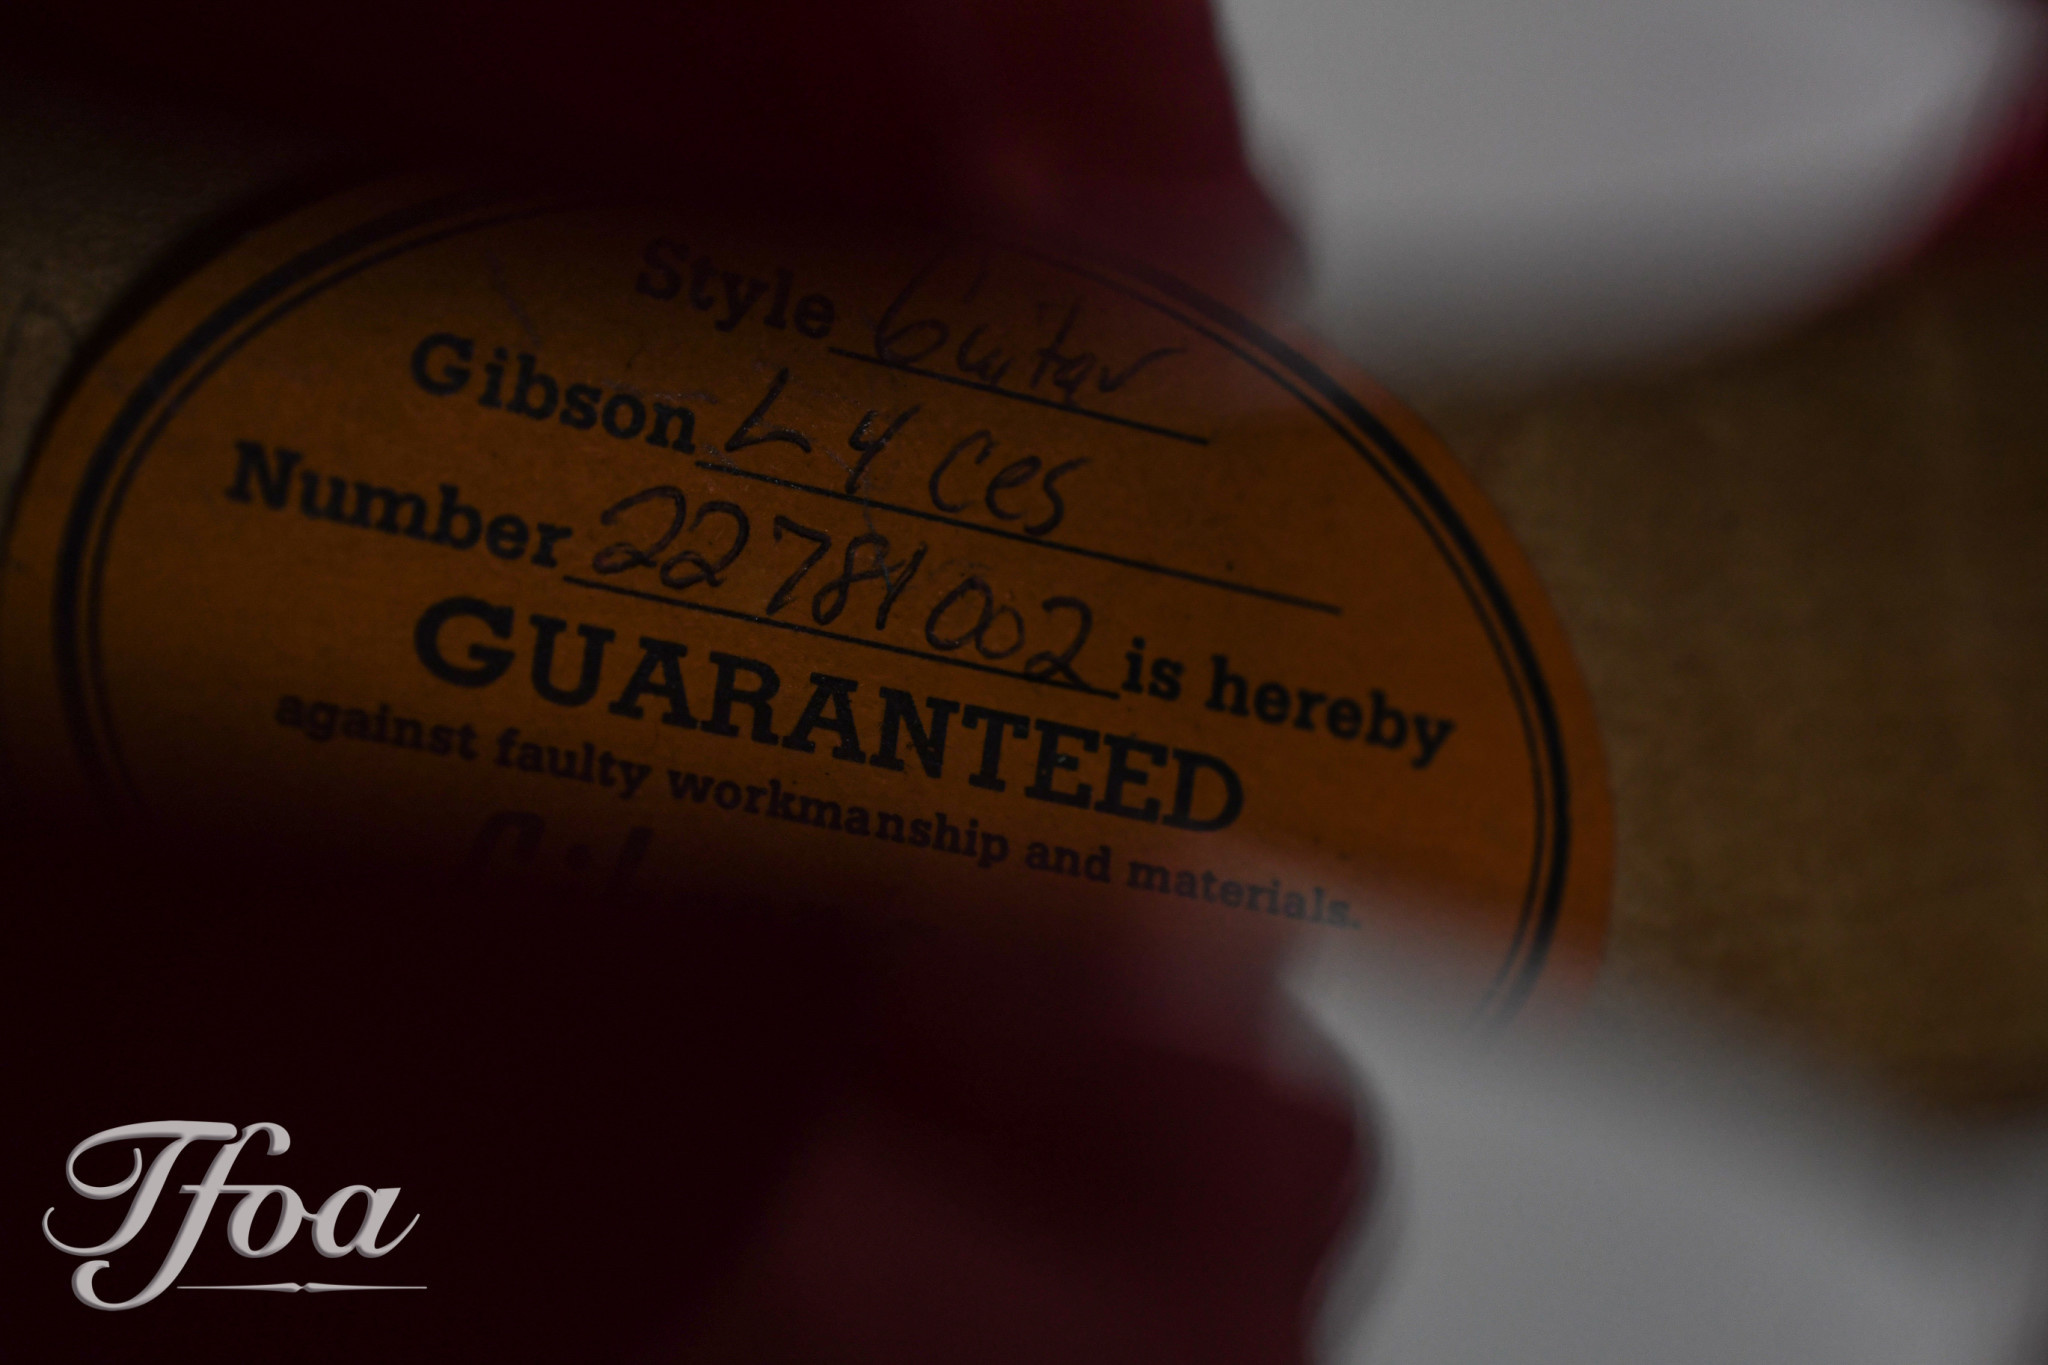 Style Guitar
Gibson L4 ces
Number 22781002 is hereby
GUARANTEED
against faulty workmanship and materials.
Tfoa